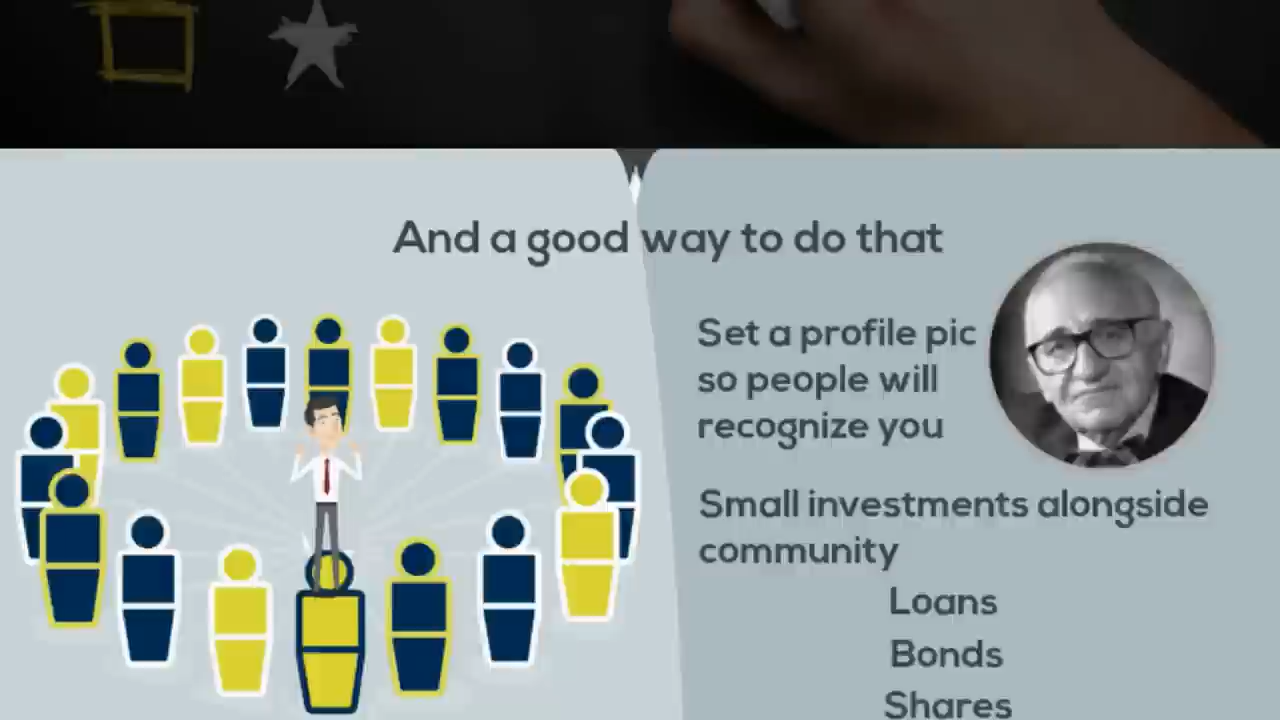 And a good way to do that
Set a profile pic
so people will
recognize you
Small investments alongside
community
Loans
Bonds
Shares